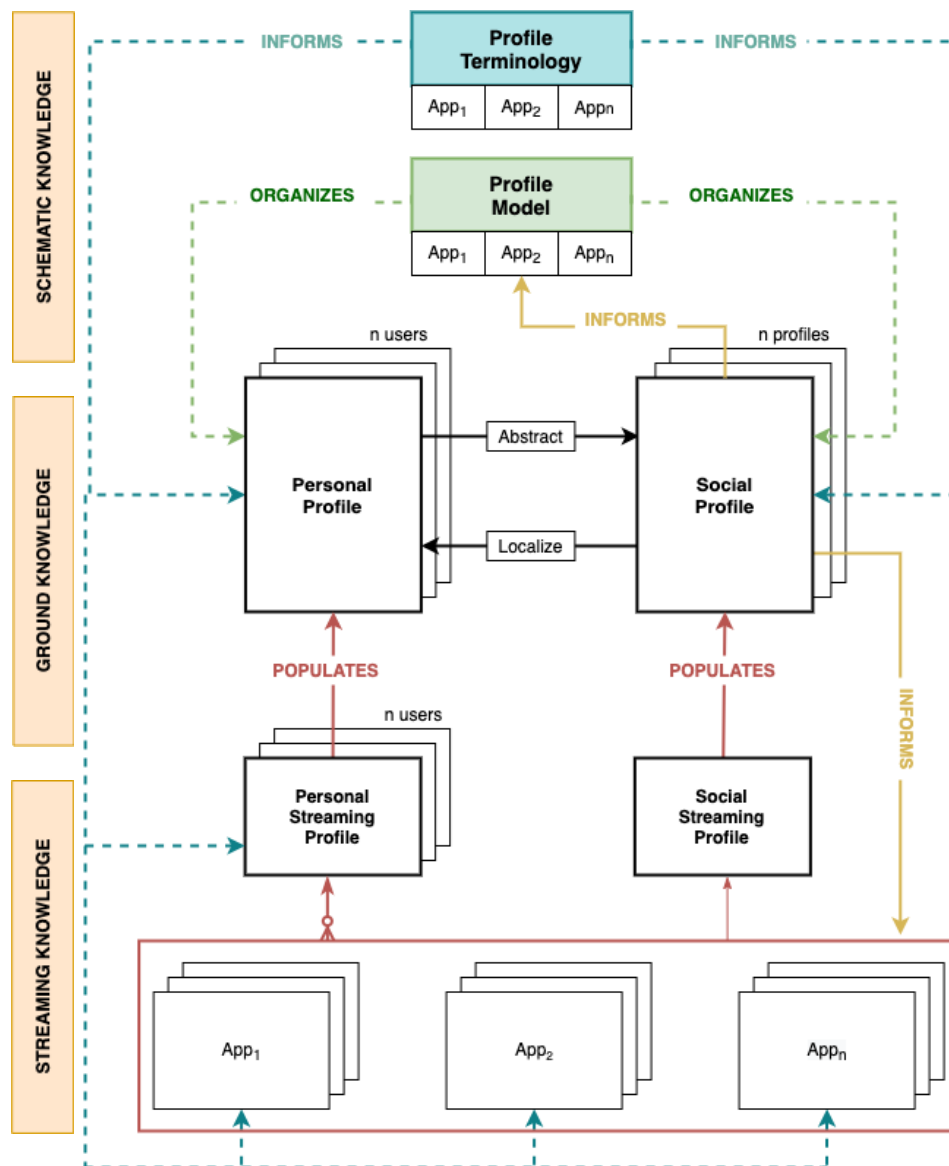 SCHEMATIC KNOWLEDGE
GROUND KNOWLEDGE
STREAMING KNOWLEDGE
INFORMS
Profile
Terminology
INFORMS
App₁
App₂
Appn
ORGANIZES
Profile
Model
ORGANIZES
App₁
App₂
Appₙ
INFORMS
n users
n profiles
Abstract
Personal
Profile
Social
Profile
Localize
POPULATES
POPULATES
INFORMS
n users
Personal
Streaming
Profile
Social
Streaming
Profile
App₁
App₂
Appₙ